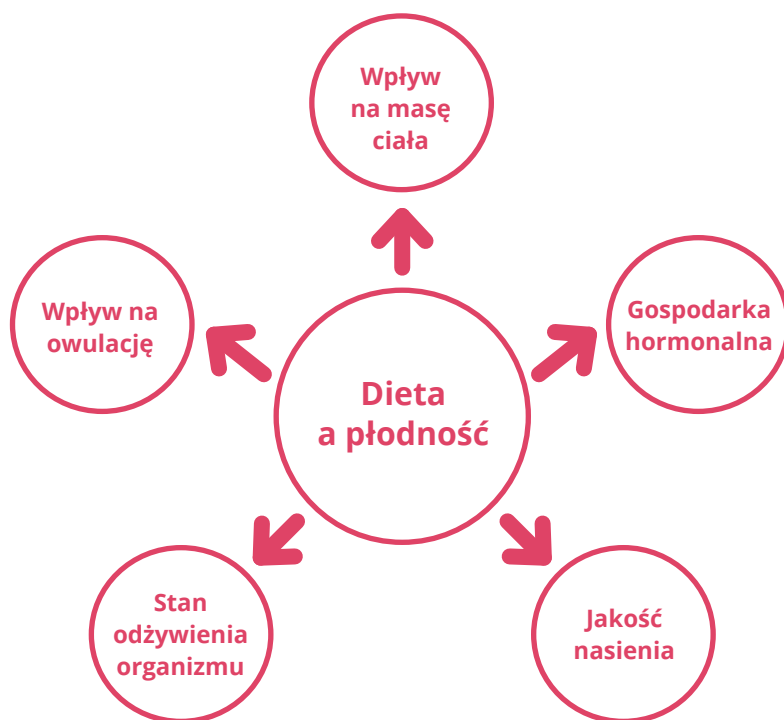 Wpływ
na masę
ciała
Wpływ na
owulację
Gospodarka
hormonalna
Dieta
a płodność
Stan
odżywienia
organizmu
Jakość
nasienia